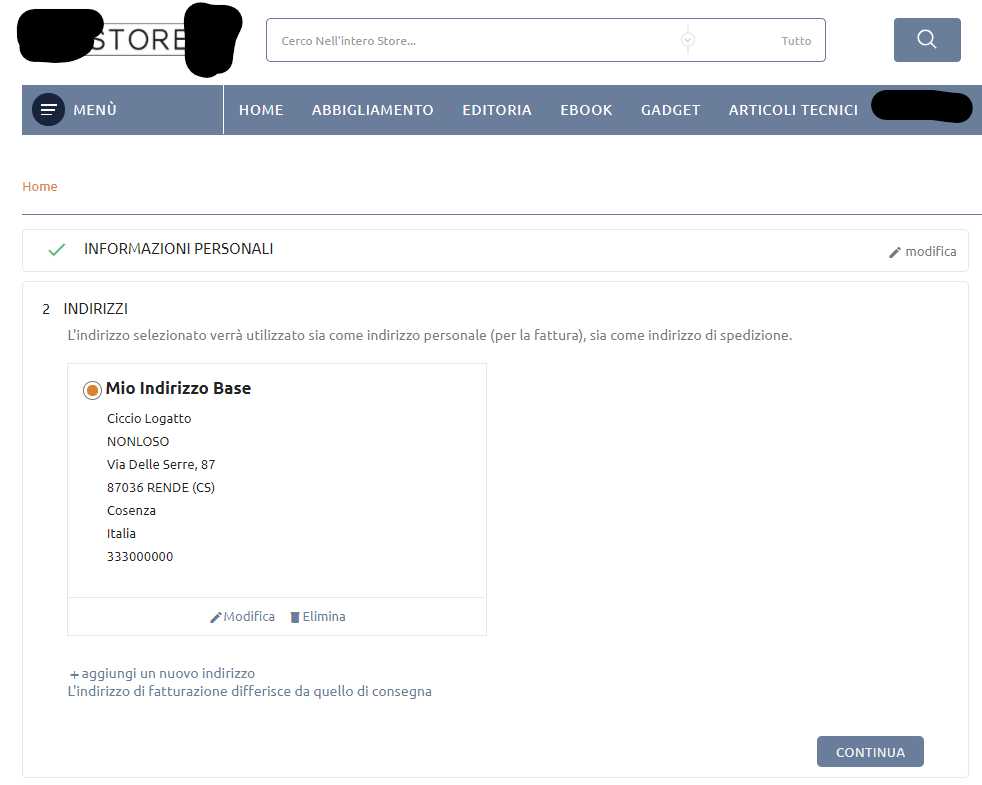 STORE
Cerco Nell'intero Store...
Tutto
MENÙ
HOME
ABBIGLIAMENTO
EDITORIA
EBOOK
GADGET
ARTICOLI TECNICI
Home
INFORMAZIONI PERSONALI
modifica
2 INDIRIZZI
L'indirizzo selezionato verrà utilizzato sia come indirizzo personale (per la fattura), sia come indirizzo di spedizione.
Mio Indirizzo Base
Ciccio Logatto
NONLOSO
Via Delle Serre, 87
87036 RENDE (CS)
Cosenza
Italia
333000000
Modifica
Elimina
+ aggiungi un nuovo indirizzo
L'indirizzo di fatturazione differisce da quello di consegna
CONTINUA